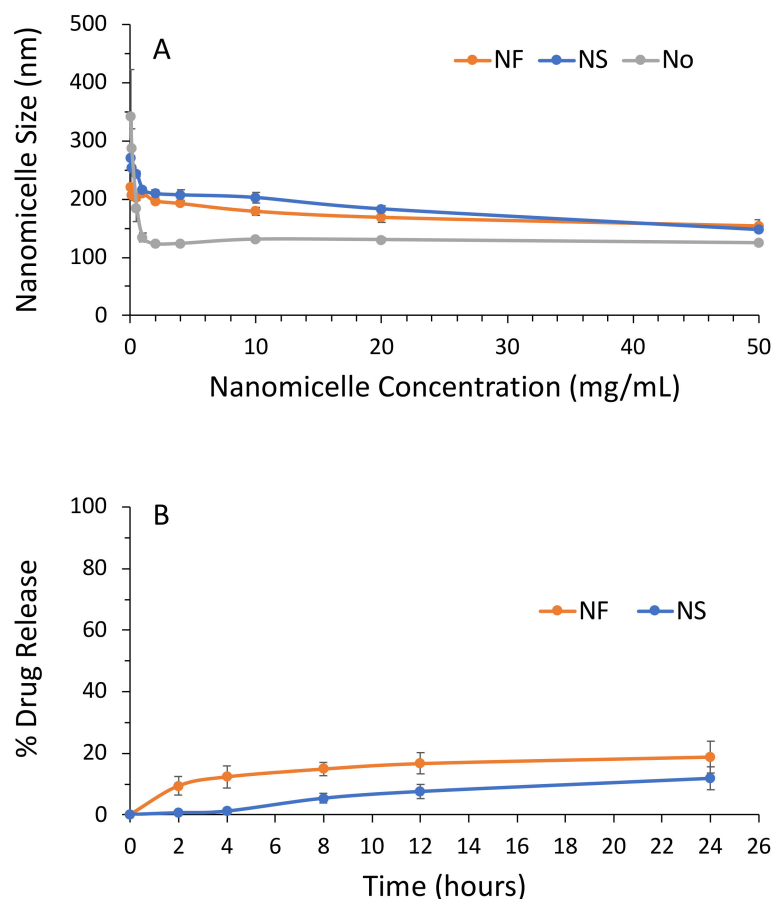 A
NF NS No
Nanomicelle Size (nm)
500
400
300
200
100
0
0 10 20 30 40 50
Nanomicelle Concentration (mg/mL)
B
NF NS
% Drug Release
100
80
60
40
20
0
0 2 4 6 8 10 12 14 16 18 20 22 24 26
Time (hours)